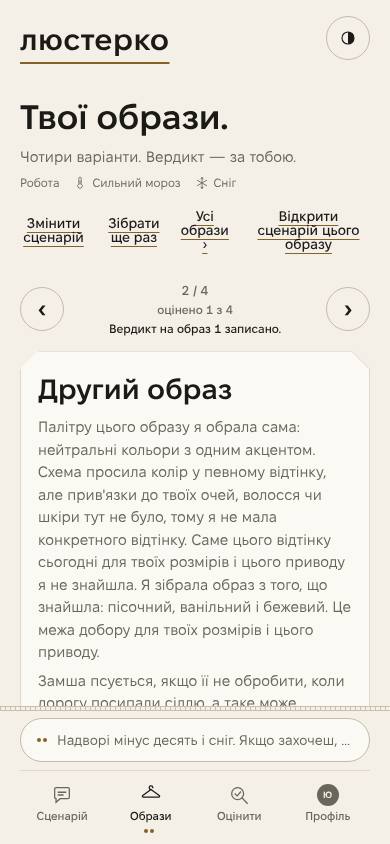 люстерко
Твої образи.
Чотири варіанти. Вердикт — за тобою.
Робота Сильний мороз Сніг
Змінити сценарій
Зібрати ще раз
Усі образи ›
Відкрити сценарій цього образу
‹ 2 / 4 ›
оцінено 1 з 4
Вердикт на образ 1 записано.
Другий образ
Палітру цього образу я обрала сама:
нейтральні кольори з одним акцентом.
Схема просила колір у певному відтінку,
але прив'язки до твоїх очей, волосся чи
шкіри тут не було, тому я не мала
конкретного відтінку. Саме цього відтінку
сьогодні для твоїх розмірів і цього приводу
я не знайшла. Я зібрала образ з того, що
знайшла: пісочний, ванільний і бежевий. Це
межа добору для твоїх розмірів і цього
приводу.
Замша псується, якщо її не обробити, коли
дорогу посипали сіллю, а таке може
Надворі мінус десять і сніг. Якщо захочеш, ...
Сценарій Образи Оцінити Ю Профіль